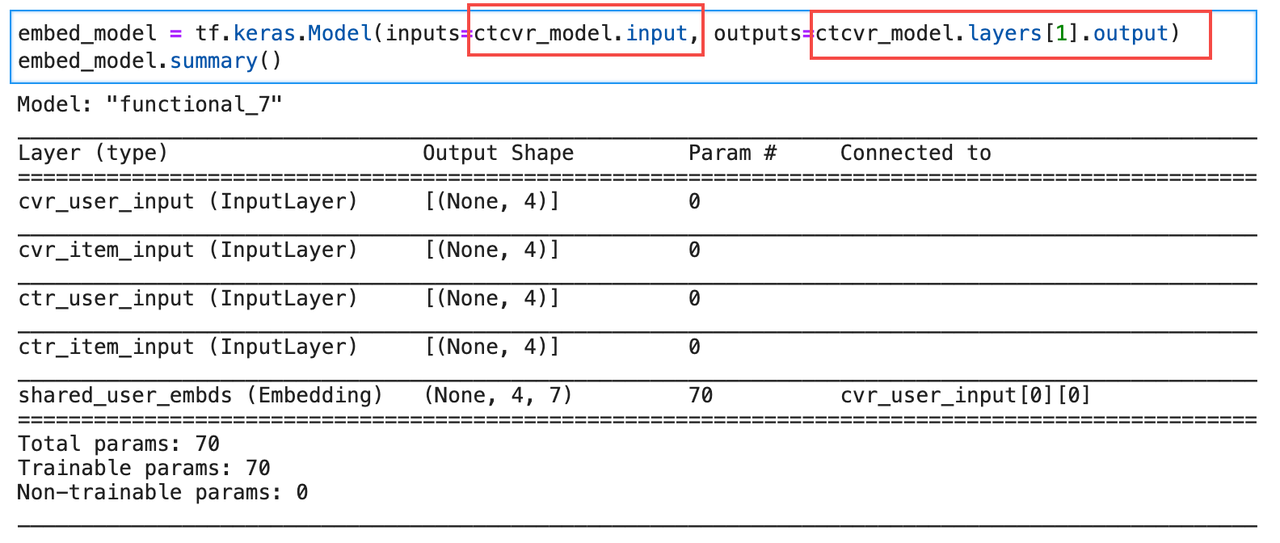 embed_model = tf.keras.Model(inputs=ctcvr_model.input, outputs=ctcvr_model.layers[1].output)
embed_model.summary()
Model: "functional_7"
Layer (type) Output Shape Param # Connected to
cvr_user_input (InputLayer) [(None, 4)] 0
cvr_item_input (InputLayer) [(None, 4)] 0
ctr_user_input (InputLayer) [(None, 4)] 0
ctr_item_input (InputLayer) [(None, 4)] 0
shared_user_embds (Embedding) (None, 4, 7) 70 cvr_user_input[0][0]
Total params: 70
Trainable params: 70
Non-trainable params: 0